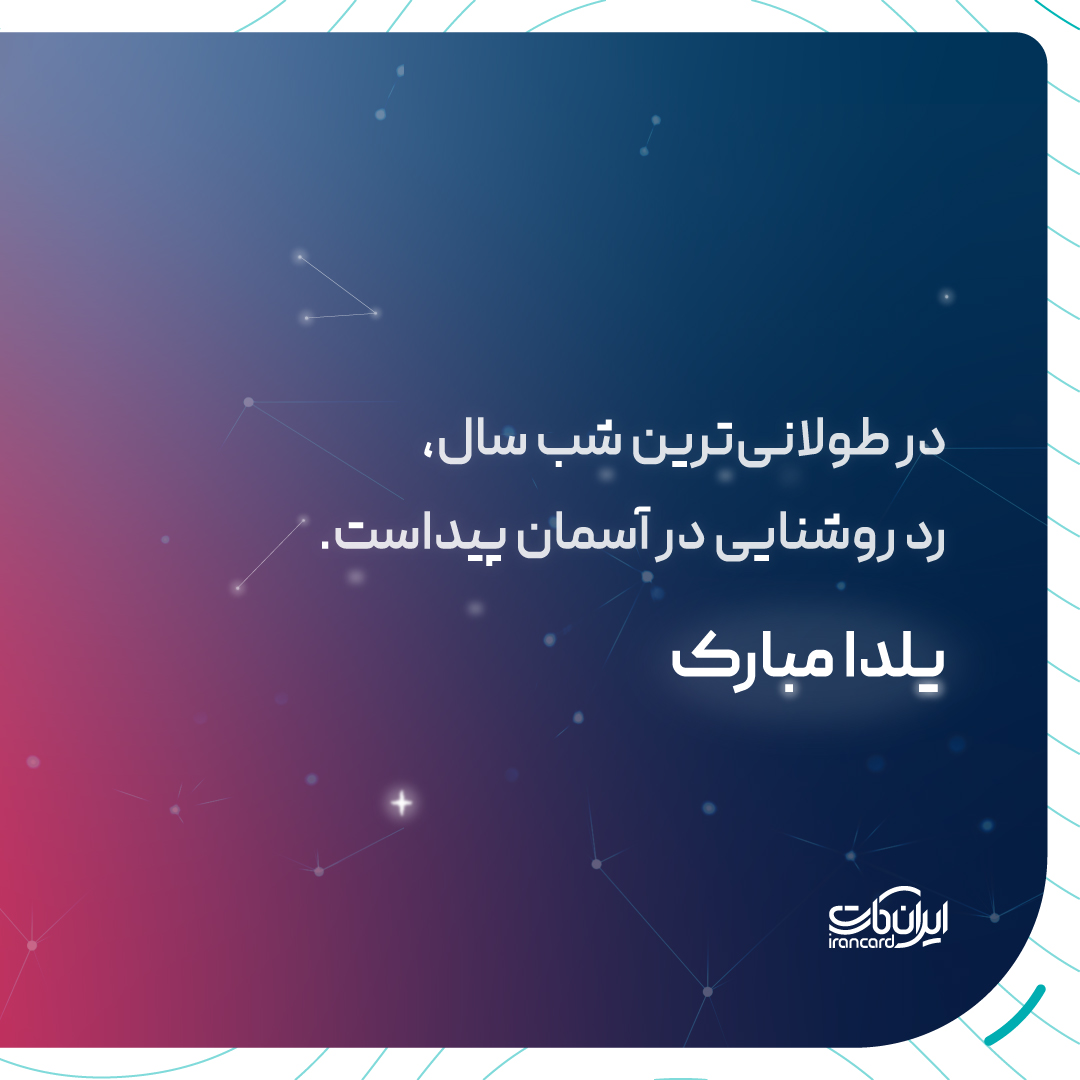 در طولانی‌ترین شب سال،
رد روشنایی در آسمان پیداست.
یلدا مبارک
ایران‌کارت
irancard